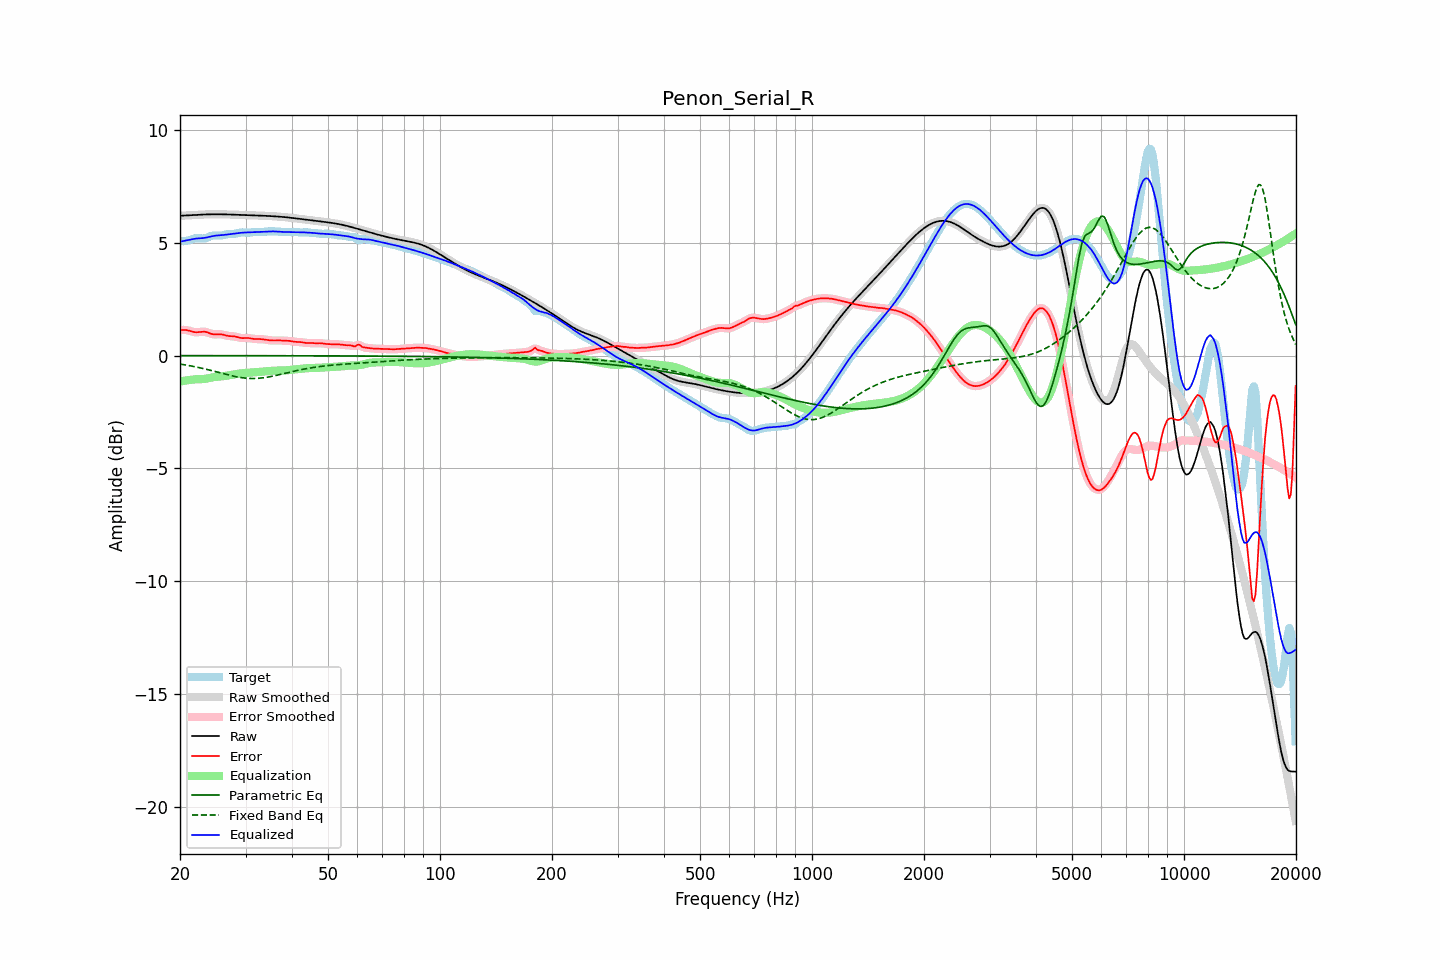 Penon_Serial_R
10
5
0
−5
−10
−15
−20
Amplitude (dBr)
Target
Raw Smoothed
Error Smoothed
Raw
Error
Equalization
Parametric Eq
Fixed Band Eq
Equalized
20 50 100 200 500 1000 2000 5000 10000 20000
Frequency (Hz)